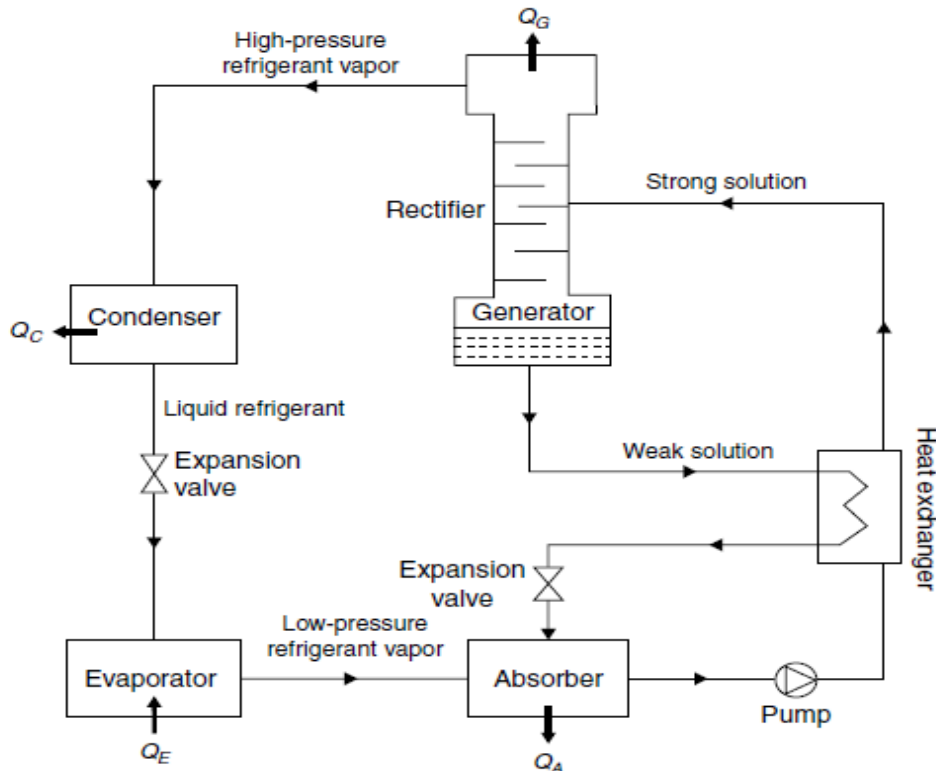 Q_G
High-pressure
refrigerant vapor
Strong solution
Rectifier
Generator
Condenser
Q_C
Liquid refrigerant
Expansion
valve
Weak solution
Heat exchanger
Expansion
valve
Low-pressure
refrigerant vapor
Evaporator
Absorber
Pump
Q_E
Q_A